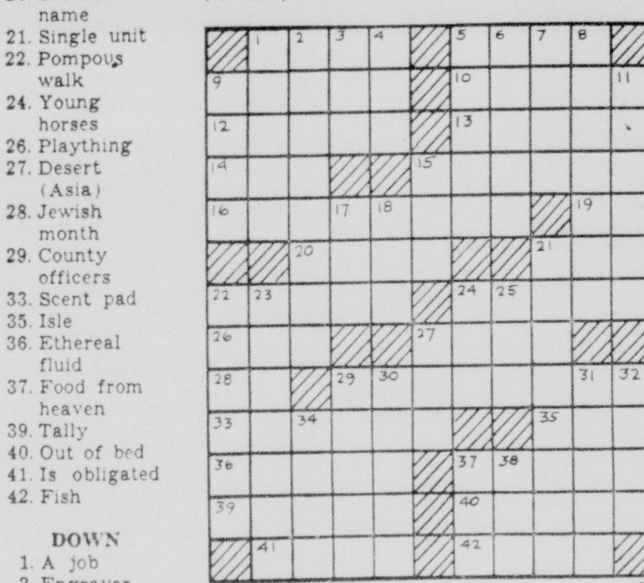 name
21. Single unit
22. Pompous
walk
24. Young
horses
26. Plaything
27. Desert
(Asia)
28. Jewish
month
29. County
officers
33. Scent pad
35. Isle
36. Ethereal
fluid
37. Food from
heaven
39. Tally
40. Out of bed
41. Is obligated
42. Fish
DOWN
1. A job
2. Engraver
1 2 3 4 5 6 7 8
9 10 11
12 13
14 15
16 17 18 19
20 21
22 23 24 25
26 27
28 29 30 31 32
33 34 35
36 37 38
39 40
41 42